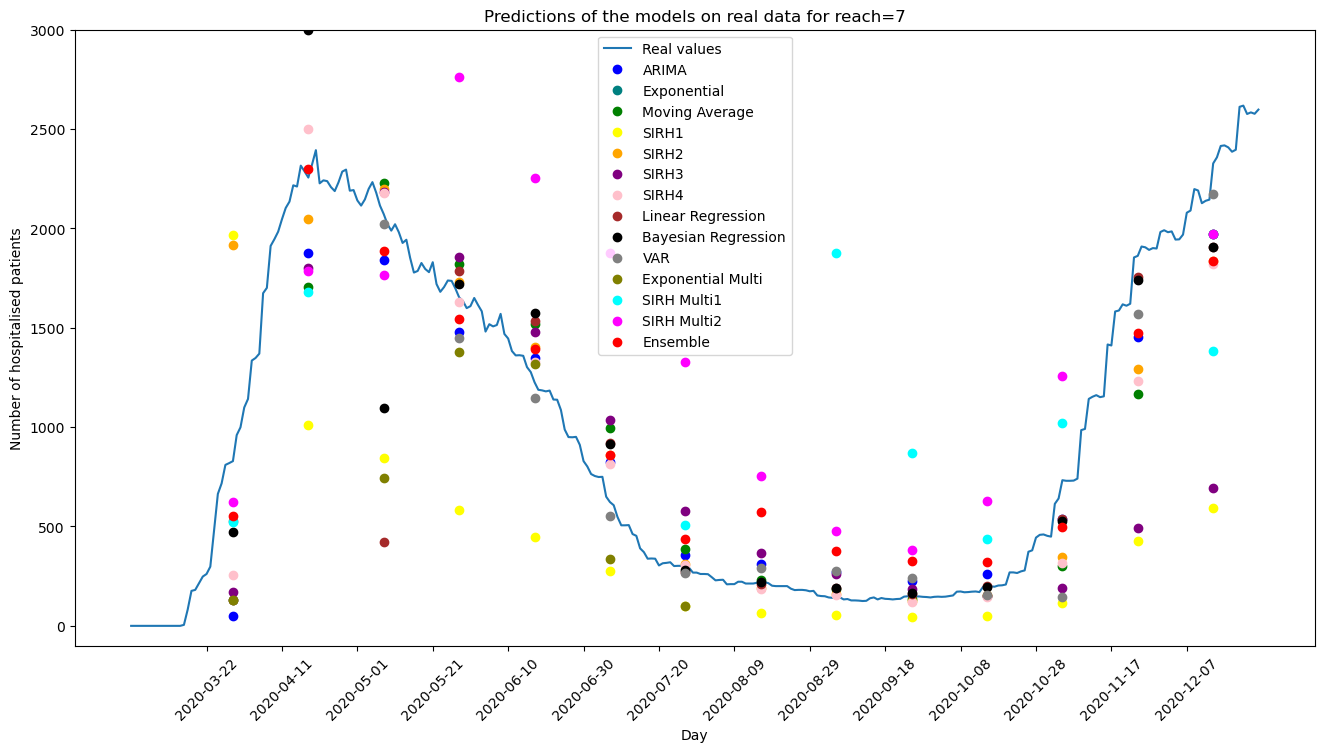 Predictions of the models on real data for reach=7
Number of hospitalised patients
3000
2500
2000
1500
1000
500
0
Real values
ARIMA
Exponential
Moving Average
SIRH1
SIRH2
SIRH3
SIRH4
Linear Regression
Bayesian Regression
VAR
Exponential Multi
SIRH Multi1
SIRH Multi2
Ensemble
2020-03-22
2020-04-11
2020-05-01
2020-05-21
2020-06-10
2020-06-30
2020-07-20
2020-08-09
2020-08-29
2020-09-18
2020-10-08
2020-10-28
2020-11-17
2020-12-07
Day